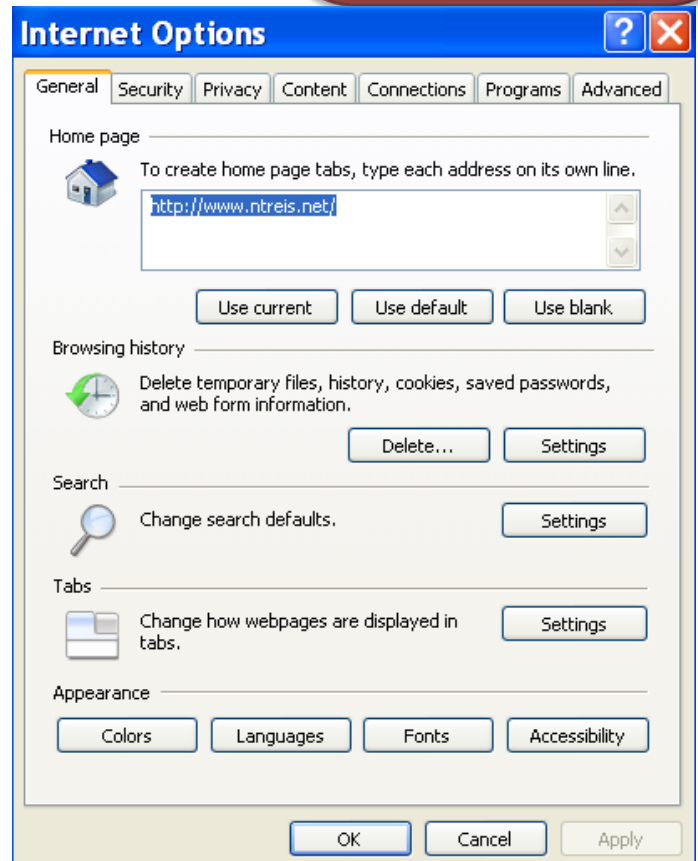 Internet Options
General Security Privacy Content Connections Programs Advanced
Home page
To create home page tabs, type each address on its own line.
http://www.ntreis.net/
Use current Use default Use blank
Browsing history
Delete temporary files, history, cookies, saved passwords,
and web form information.
Delete... Settings
Search
Change search defaults. Settings
Tabs
Change how webpages are displayed in
tabs.
Settings
Appearance
Colors Languages Fonts Accessibility
OK Cancel Apply